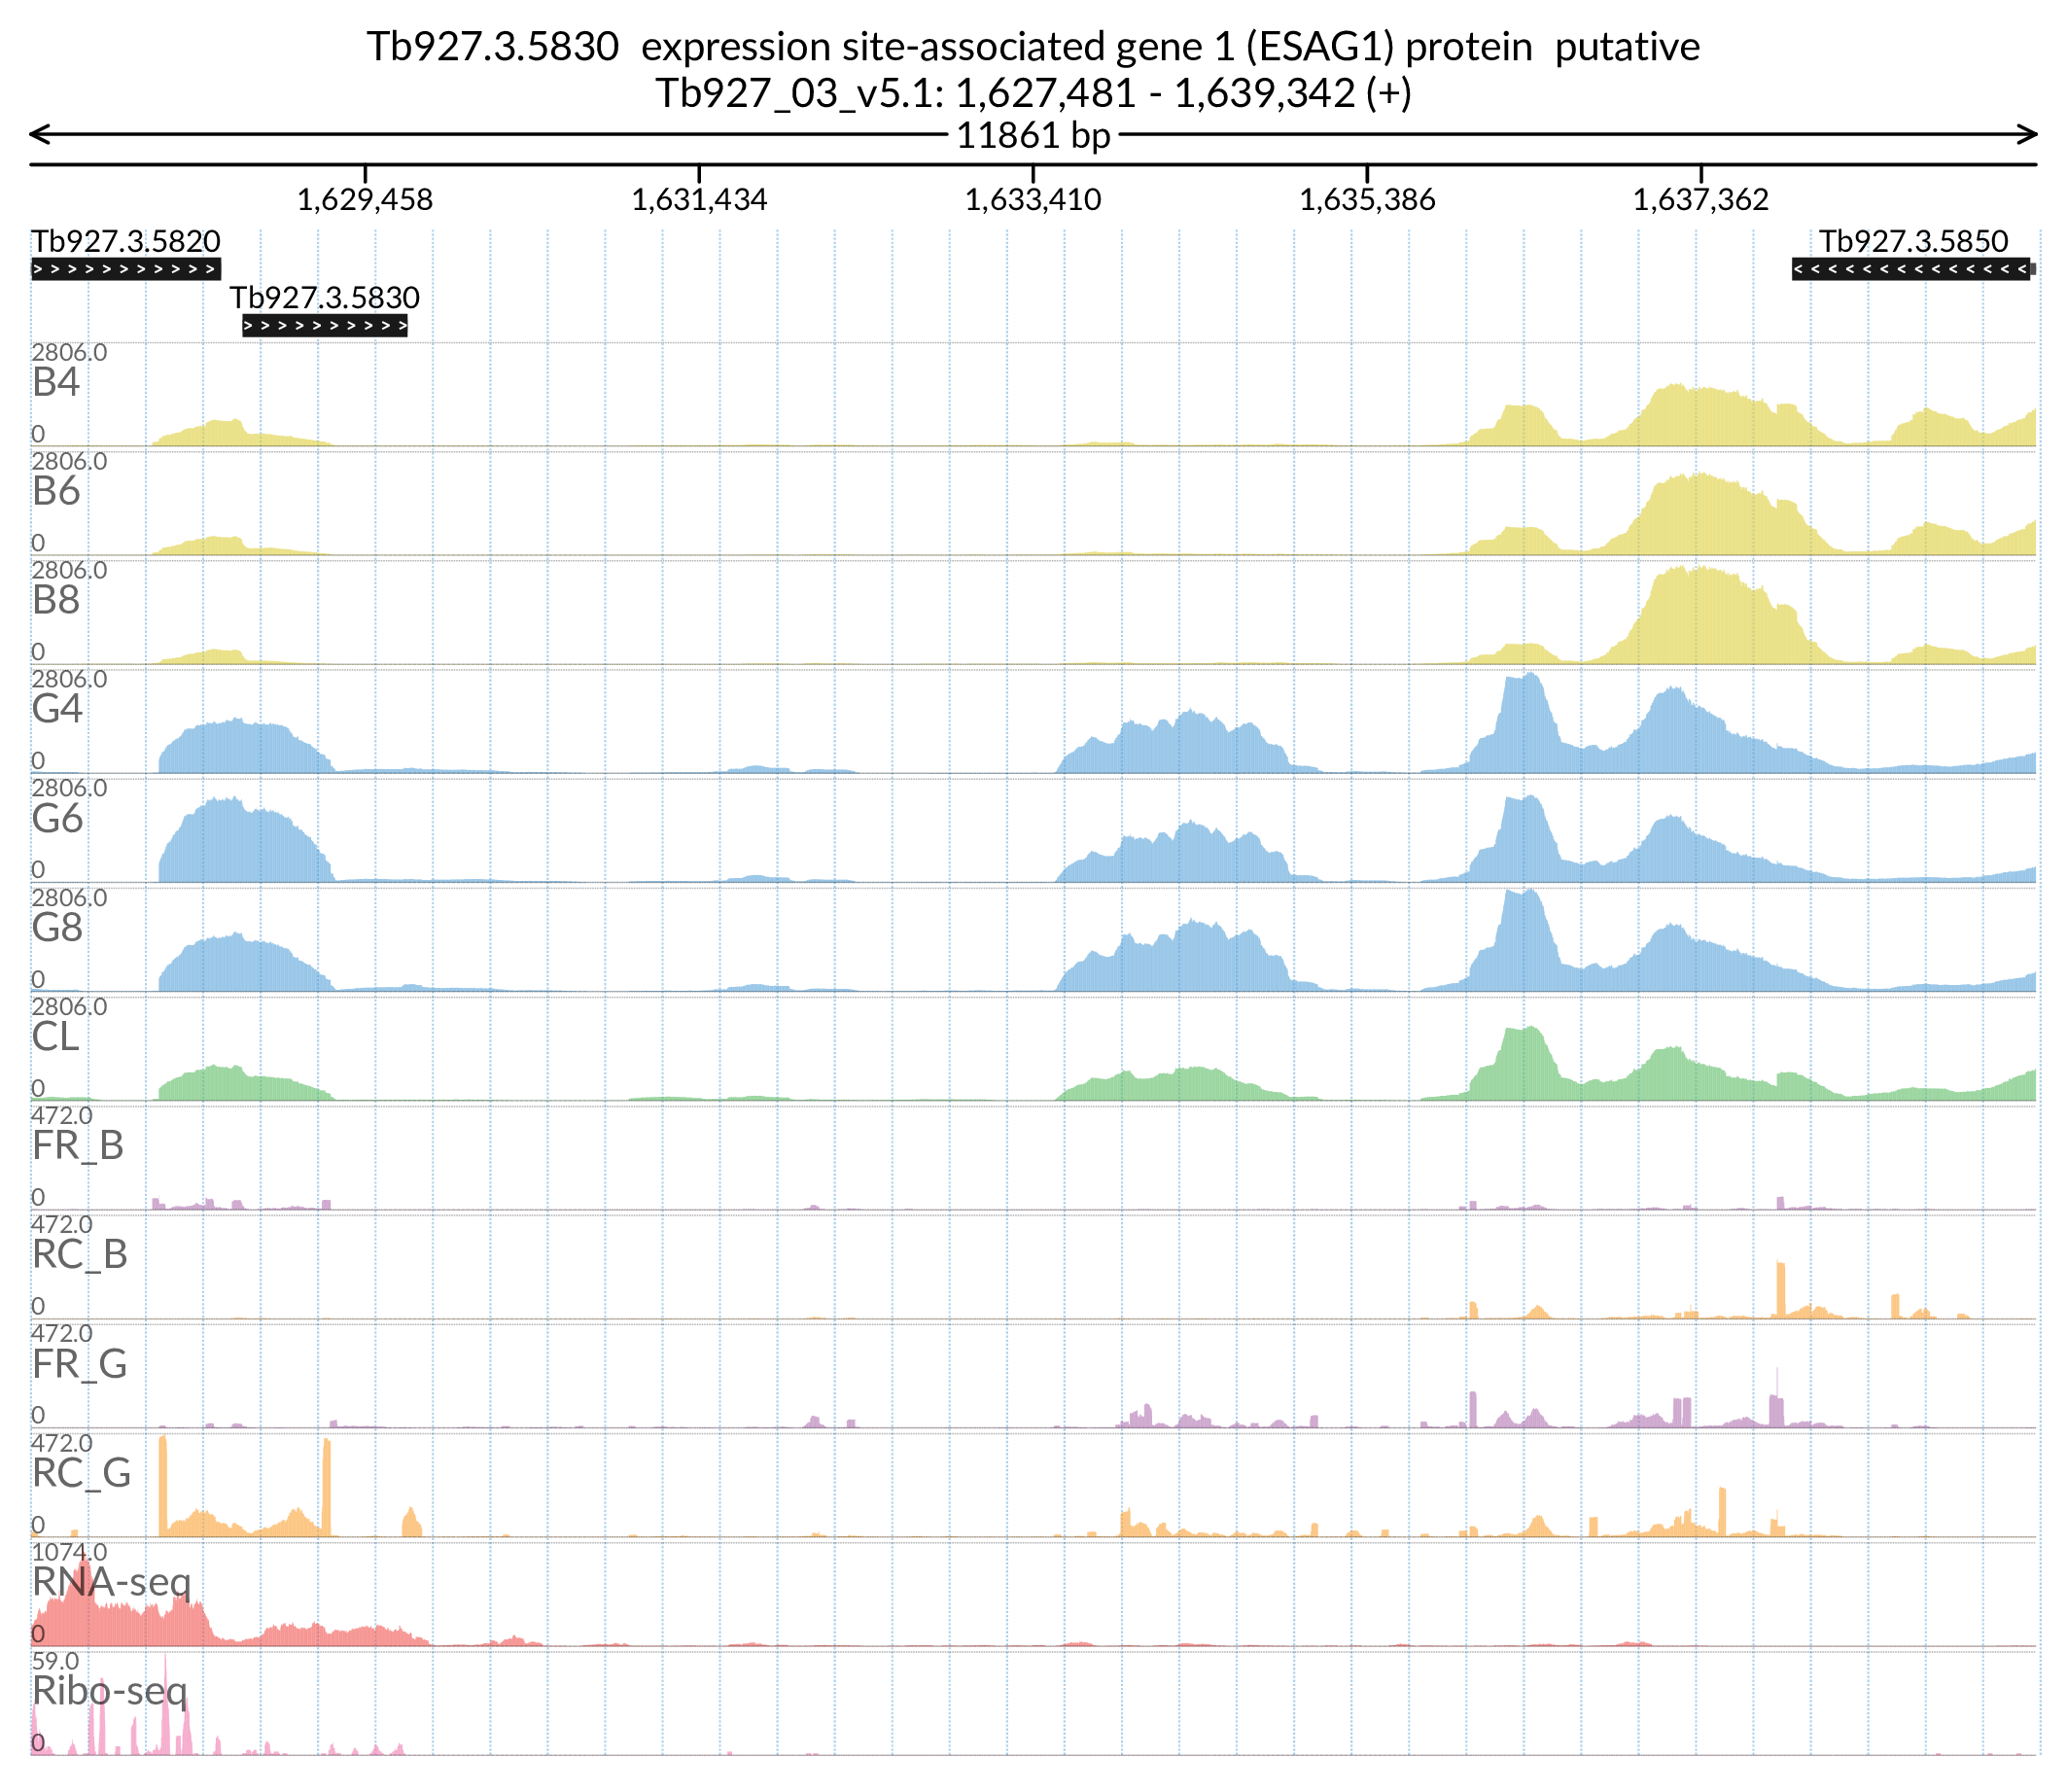 Tb927.3.5830  expression site-associated gene 1 (ESAG1) protein  putative
Tb927_03_v5.1: 1,627,481 - 1,639,342 (+)
11861 bp
1,629,458 1,631,434 1,633,410 1,635,386 1,637,362
Tb927.3.5820 Tb927.3.5850
Tb927.3.5830
2806.0
B4
0
2806.0
B6
0
2806.0
B8
0
2806.0
G4
0
2806.0
G6
0
2806.0
G8
0
2806.0
CL
0
472.0
FR_B
0
472.0
RC_B
0
472.0
FR_G
0
472.0
RC_G
0
1074.0
RNA-seq
0
59.0
Ribo-seq
0